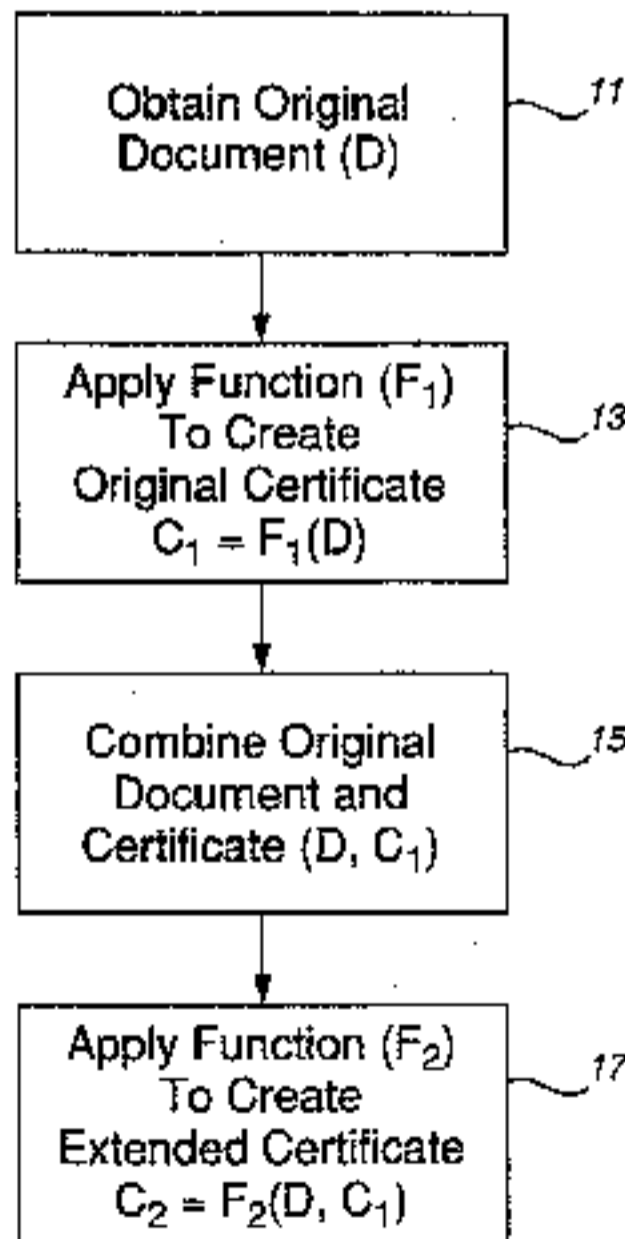 Obtain Original
Document (D)
11
Apply Function (F₁)
To Create
Original Certificate
C₁ = F₁(D)
13
Combine Original
Document and
Certificate (D, C₁)
15
Apply Function (F₂)
To Create
Extended Certificate
C₂ = F₂(D, C₁)
17